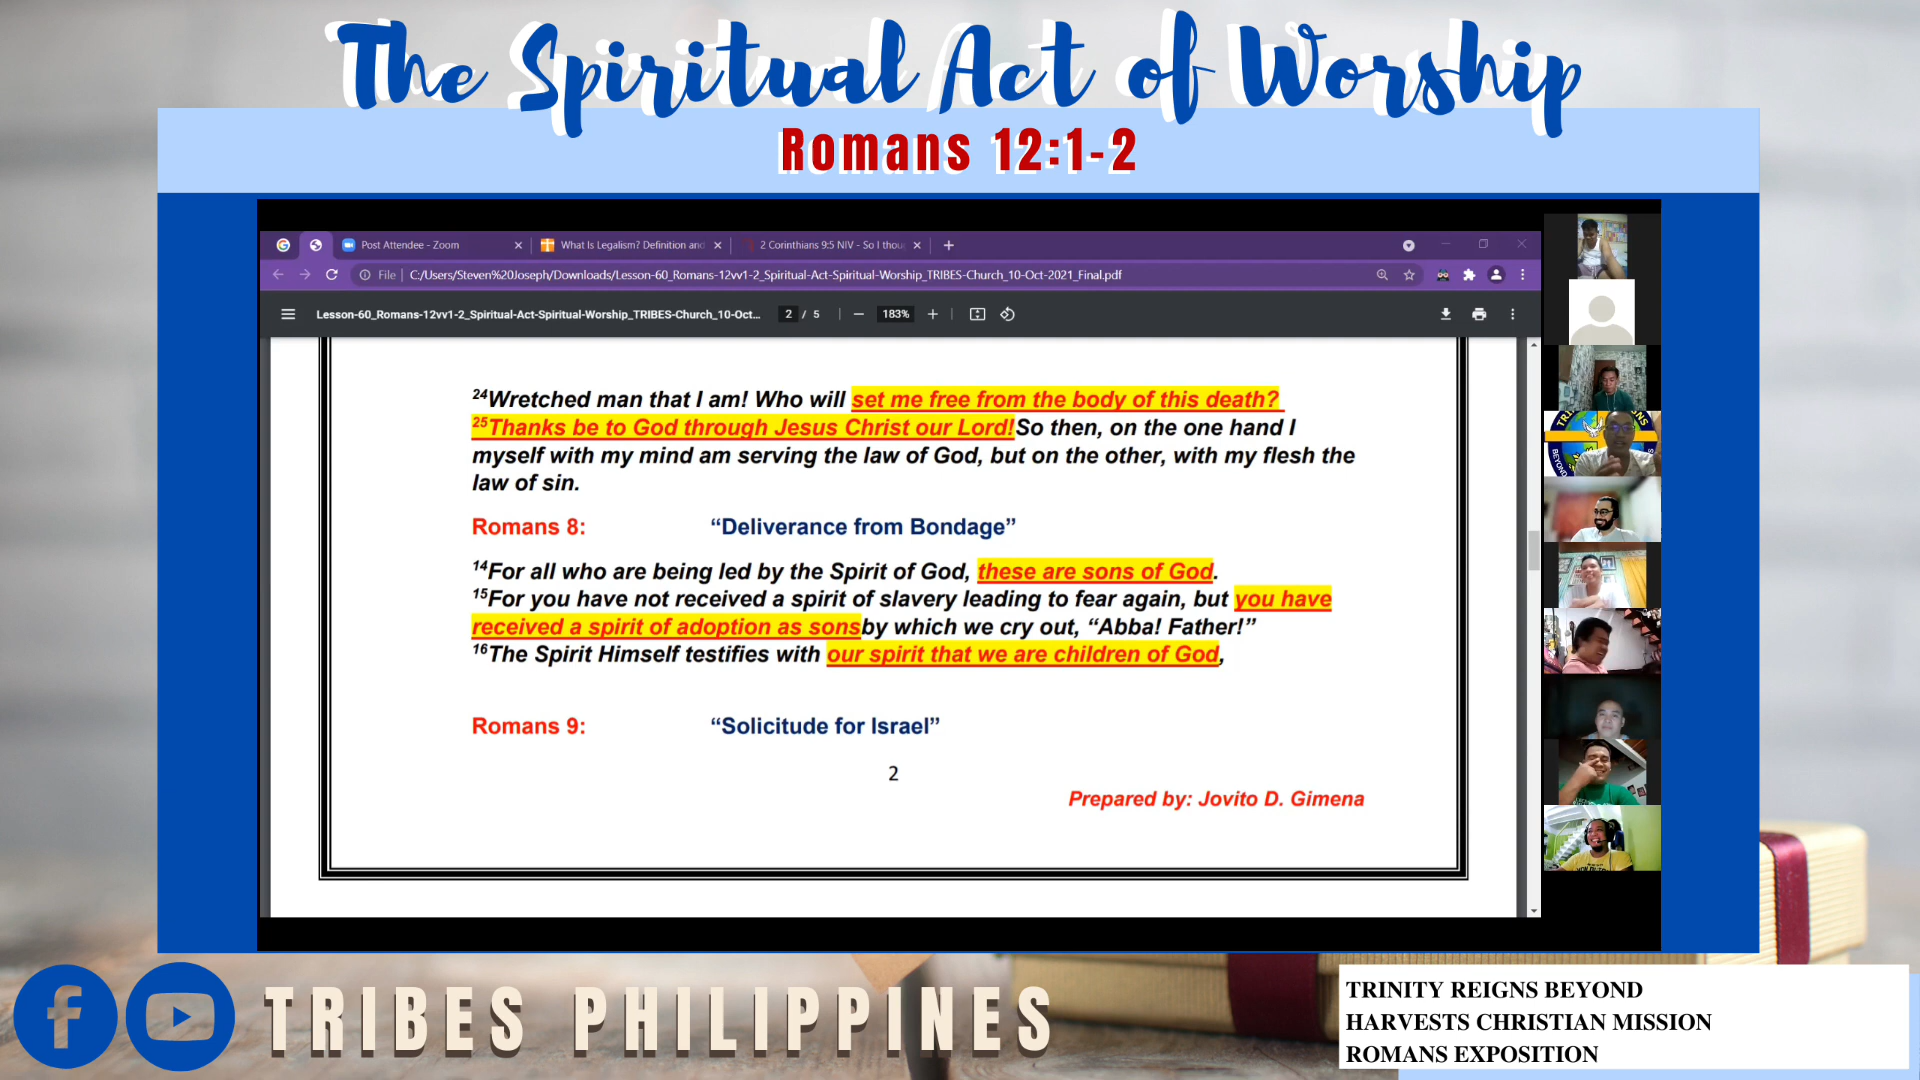 The Spiritual Act of Worship
Romans 12:1-2
Post Attendee - Zoom
What Is Legalism? Definition and
2 Corinthians 9:5 NIV - So I thou
File | C:/Users/Steven%20Joseph/Downloads/Lesson-60_Romans-12vv1-2_Spiritual-Act-Spiritual-Worship_TRIBES-Church_10-Oct-2021_Final.pdf
Lesson-60_Romans-12vv1-2_Spiritual-Act-Spiritual-Worship_TRIBES-Church_10-Oct... 2 / 5 183%
24Wretched man that I am! Who will set me free from the body of this death?
25Thanks be to God through Jesus Christ our Lord!So then, on the one hand I
myself with my mind am serving the law of God, but on the other, with my flesh the
law of sin.
Romans 8: “Deliverance from Bondage”
14For all who are being led by the Spirit of God, these are sons of God.
15For you have not received a spirit of slavery leading to fear again, but you have
received a spirit of adoption as sonsby which we cry out, “Abba! Father!”
16The Spirit Himself testifies with our spirit that we are children of God,
Romans 9: “Solicitude for Israel”
2
Prepared by: Jovito D. Gimena
TRIBES PHILIPPINES
TRINITY REIGNS BEYOND
HARVESTS CHRISTIAN MISSION
ROMANS EXPOSITION